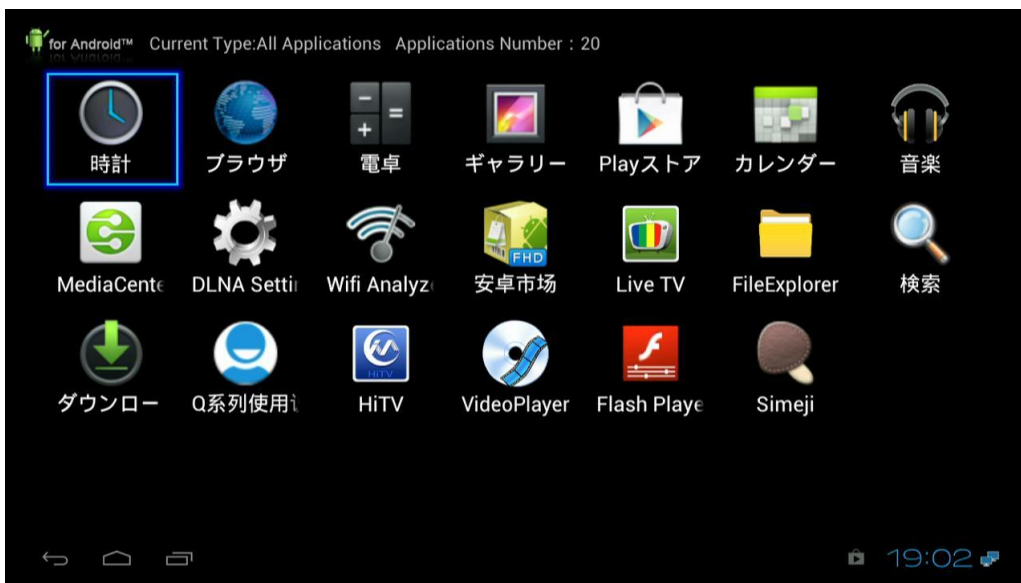 for Android™ Current Type:All Applications Applications Number：20
時計 ブラウザ 電卓 ギャラリー Playストア カレンダー 音楽
FHD
MediaCente DLNA Settin Wifi Analyze 安卓市场 Live TV FileExplorer 検索
HiTV
ダウンロー Q系列使用 HiTV VideoPlayer Flash Playe Simeji
19:02